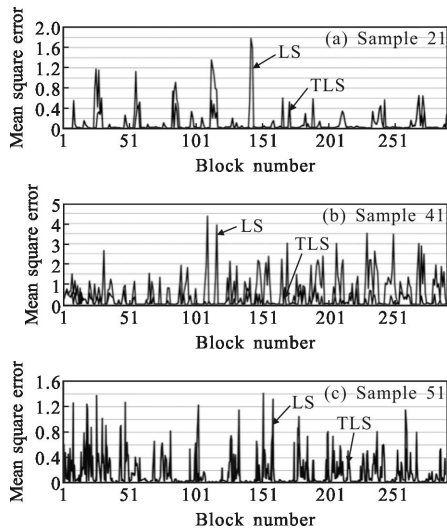 Mean square error
2.0
1.6
1.2
0.8
0.4
0
(a) Sample 21
LS
TLS
1 51 101 151 201 251
Block number
Mean square error
5
4
3
2
1
0
(b) Sample 41
LS
TLS
1 51 101 151 201 251
Block number
Mean square error
1.6
1.2
0.8
0.4
0
(c) Sample 51
LS
TLS
1 51 101 151 201 251
Block number